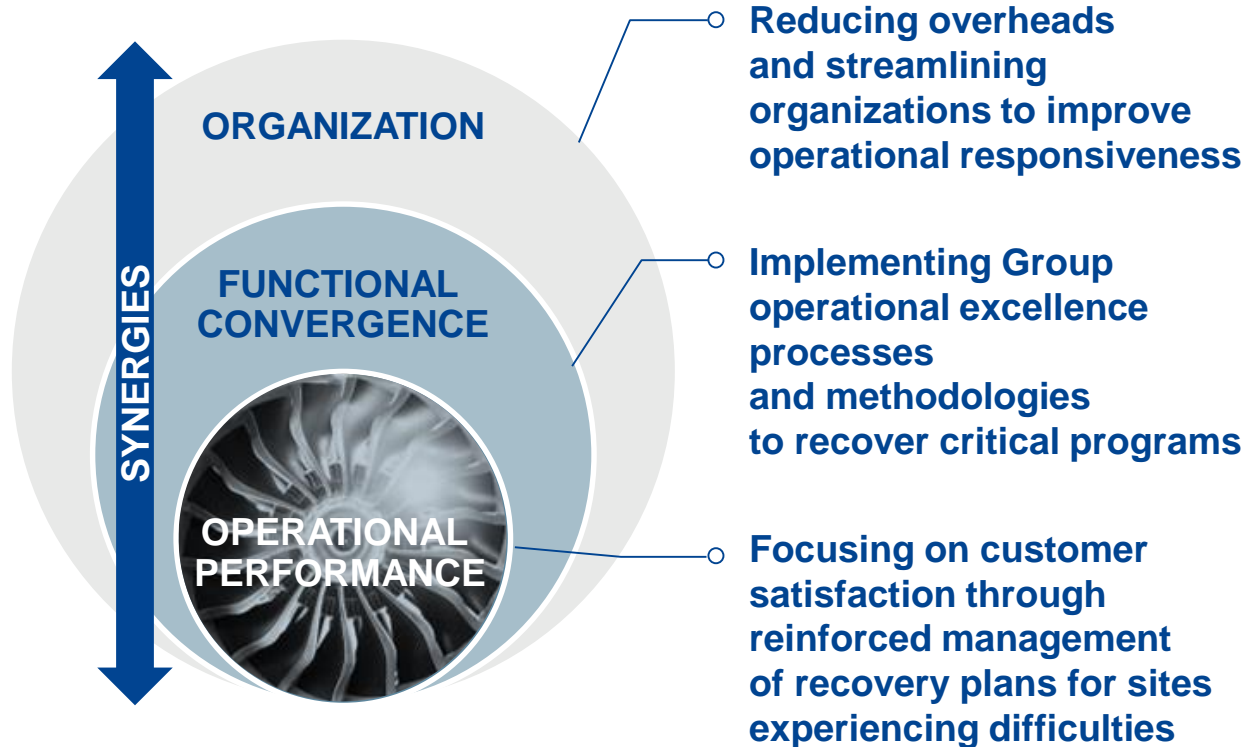 SYNERGIES
ORGANIZATION
Reducing overheads
and streamlining
organizations to improve
operational responsiveness
FUNCTIONAL
CONVERGENCE
Implementing Group
operational excellence
processes
and methodologies
to recover critical programs
OPERATIONAL
PERFORMANCE
Focusing on customer
satisfaction through
reinforced management
of recovery plans for sites
experiencing difficulties